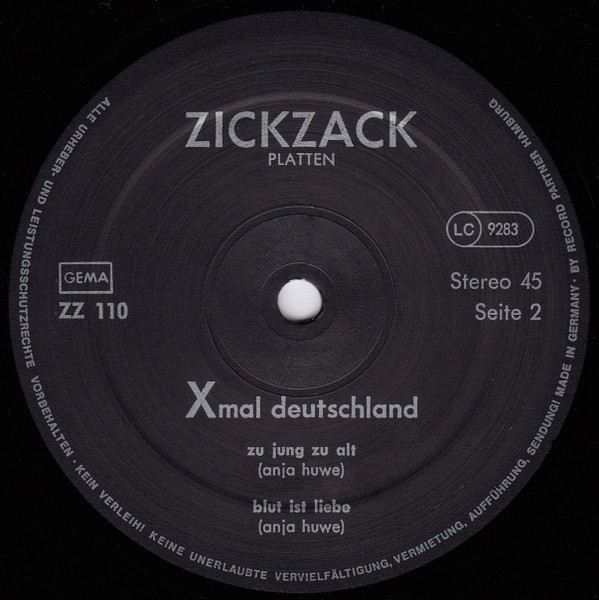 ZICKZACK
PLATTEN
LC 9283
GEMA
ZZ 110
Stereo 45
Seite 2
Xmal deutschland
zu jung zu alt
(anja huwe)
blut ist liebe
(anja huwe)
ALLE URHEBER- UND LEISTUNGSSCHUTZRECHTE VORBEHALTEN · KEIN VERLEIH! KEINE UNERLAUBTE VERVIELFÄLTIGUNG, VERMIETUNG, AUFFÜHRUNG, SENDUNG! MADE IN GERMANY · BY RECORD PARTNER HAMBURG